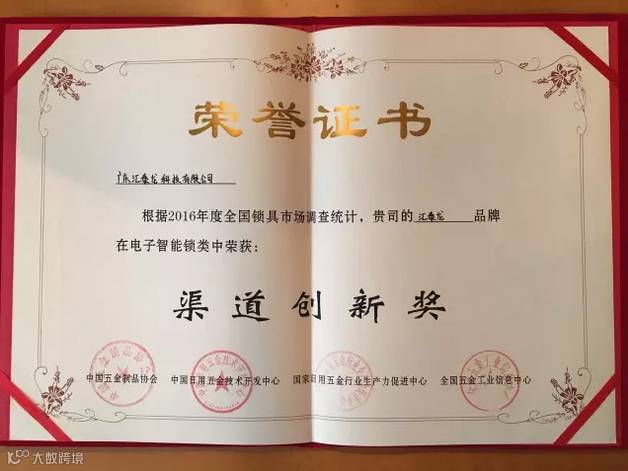 荣誉证书
广东汇泰龙科技有限公司
根据2016年度全国锁具市场调查统计，贵司的 汇泰龙 品牌
在电子智能锁类中荣获：
渠道创新奖
中国五金制品协会 中国日用五金技术开发中心 国家日用五金行业生产力促进中心 全国五金工业信息中心
大数跨境